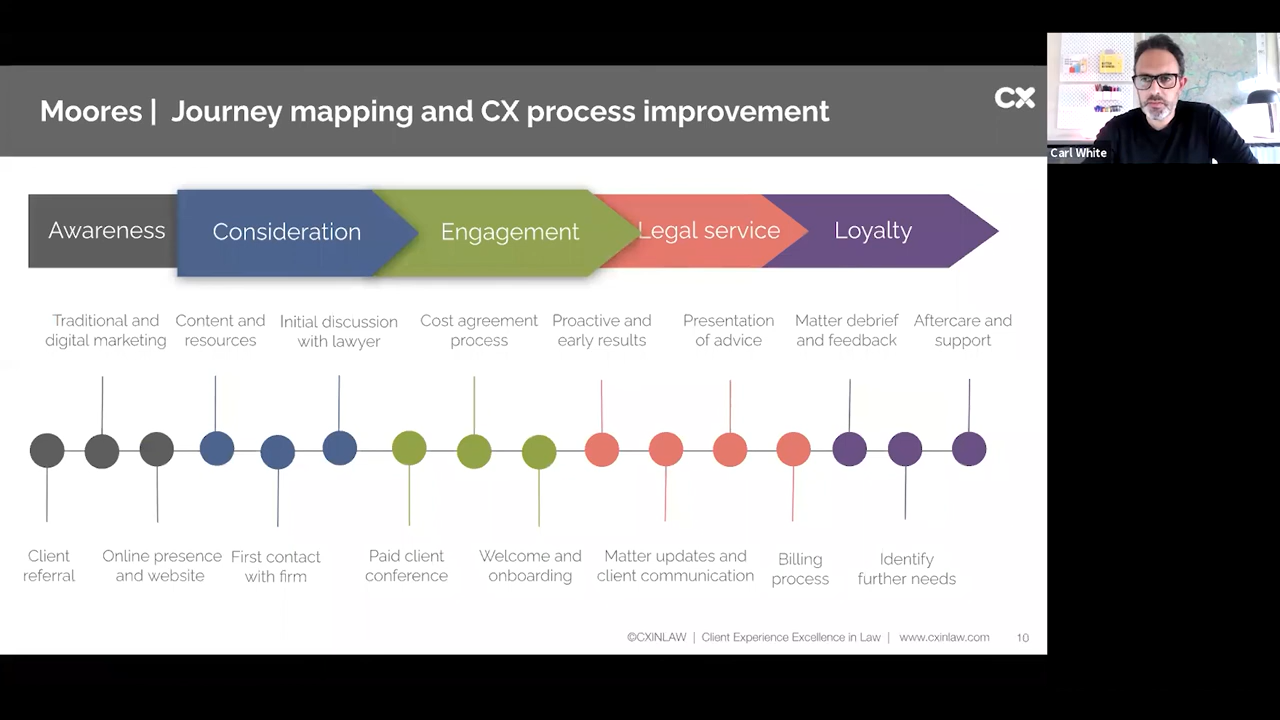 Moores | Journey mapping and CX process improvement
CX
Carl White
Awareness
Consideration
Engagement
Legal service
Loyalty
Traditional and
digital marketing
Content and
resources
Initial discussion
with lawyer
Cost agreement
process
Proactive and
early results
Presentation
of advice
Matter debrief
and feedback
Aftercare and
support
Client
referral
Online presence
and website
First contact
with firm
Paid client
conference
Welcome and
onboarding
Matter updates and
client communication
Billing
process
Identify
further needs
©CXINLAW | Client Experience Excellence in Law | www.cxinlaw.com 10